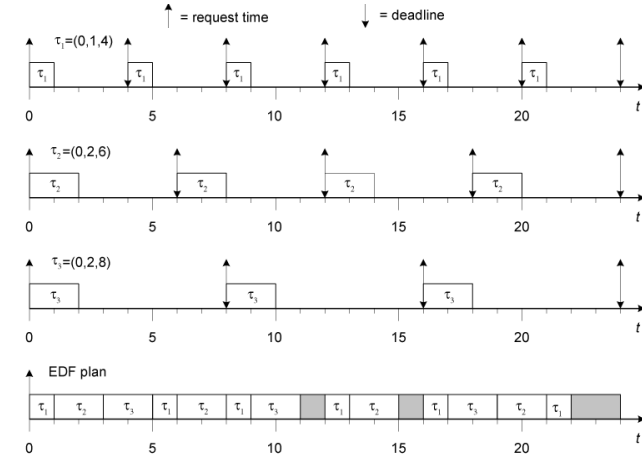 = request time = deadline
τ1=(0,1,4)
τ1 τ1 τ1 τ1 τ1 τ1
t
0 5 10 15 20
τ2=(0,2,6)
τ2 τ2 τ2 τ2
t
0 5 10 15 20
τ3=(0,2,8)
τ3 τ3 τ3
t
0 5 10 15 20
EDF plan
τ1 τ2 τ3 τ1 τ2 τ1 τ3 τ1 τ2 τ1 τ3 τ2 τ1
t
0 5 10 15 20